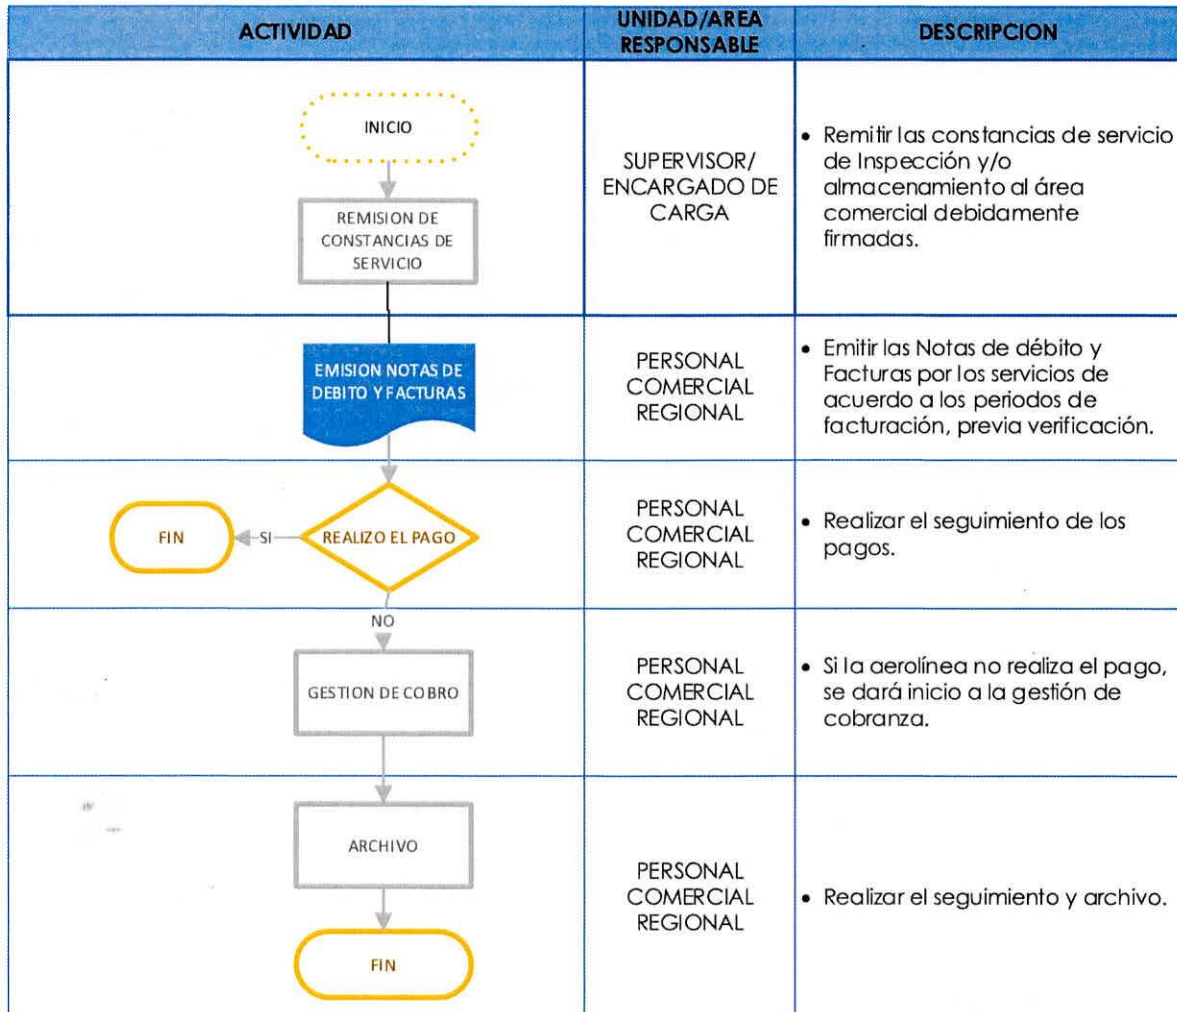 ACTIVIDAD
UNIDAD/AREA
RESPONSABLE
DESCRIPCION
INICIO
REMISION DE
CONSTANCIAS DE
SERVICIO
SUPERVISOR/
ENCARGADO DE
CARGA
• Remitir las constancias de servicio
de Inspección y/o
almacenamiento al área
comercial debidamente
firmadas.
EMISION NOTAS DE
DEBITO Y FACTURAS
PERSONAL
COMERCIAL
REGIONAL
• Emitir las Notas de débito y
Facturas por los servicios de
acuerdo a los periodos de
facturación, previa verificación.
FIN
SI
REALIZO EL PAGO
PERSONAL
COMERCIAL
REGIONAL
• Realizar el seguimiento de los
pagos.
NO
GESTION DE COBRO
PERSONAL
COMERCIAL
REGIONAL
• Si la aerolínea no realiza el pago,
se dará inicio a la gestión de
cobranza.
ARCHIVO
FIN
PERSONAL
COMERCIAL
REGIONAL
• Realizar el seguimiento y archivo.